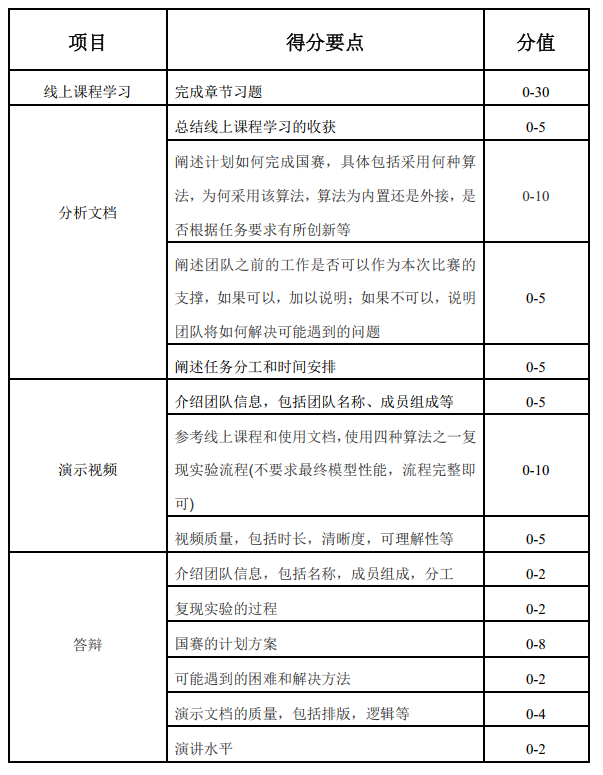 项目 得分要点 分值
线上课程学习 完成章节习题 0-30
总结线上课程学习的收获 0-5
分析文档
阐述计划如何完成国赛，具体包括采用何种算
法，为何采用该算法，算法为内置还是外接，是
否根据任务要求有所创新等
0-10
阐述团队之前的工作是否可以作为本次比赛的
支撑，如果可以，加以说明；如果不可以，说明
团队将如何解决可能遇到的问题
0-5
阐述任务分工和时间安排 0-5
介绍团队信息，包括团队名称、成员组成等 0-5
演示视频
参考线上课程和使用文档，使用四种算法之一复
现实验流程(不要求最终模型性能，流程完整即
可)
0-10
视频质量，包括时长，清晰度，可理解性等 0-5
答辩
介绍团队信息，包括名称，成员组成，分工 0-2
复现实验的过程 0-2
国赛的计划方案 0-8
可能遇到的困难和解决方法 0-2
演示文档的质量，包括排版，逻辑等 0-4
演讲水平 0-2